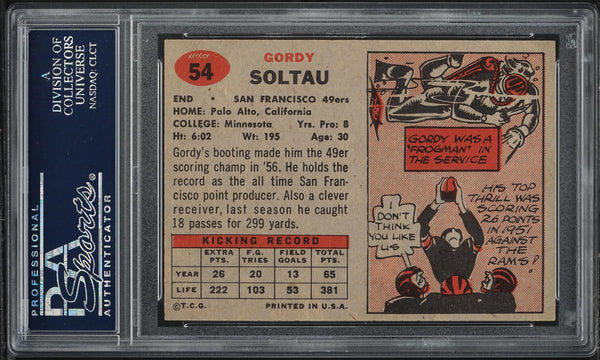 A
DIVISION OF
COLLECTORS
UNIVERSE
NASDAQ: CLCT
PROFESSIONAL
PSA
Sports
AUTHENTICATOR
54
GORDY
SOLTAU
END • SAN FRANCISCO 49ers
HOME: Palo Alto, California
COLLEGE: Minnesota Yrs. Pro: 8
Ht: 6:02 Wt: 195 Age: 30
Gordy's booting made him the 49er
scoring champ in '56. He holds the
record as the all time San Fran-
cisco point producer. Also a clever
receiver, last season he caught
18 passes for 299 yards.
KICKING RECORD
EXTRA PTS. F.G. TRIES FIELD GOALS TOTAL PTS.
YEAR 26 20 13 65
LIFE 222 103 53 381
©T.C.G. PRINTED IN U.S.A.
GORDY WAS A
"FROGMAN" IN
THE SERVICE
I
DON'T
THINK
YOU LIKE
US
HIS TOP
THRILL WAS
SCORING
26 POINTS
IN 1951
AGAINST
THE RAMS!